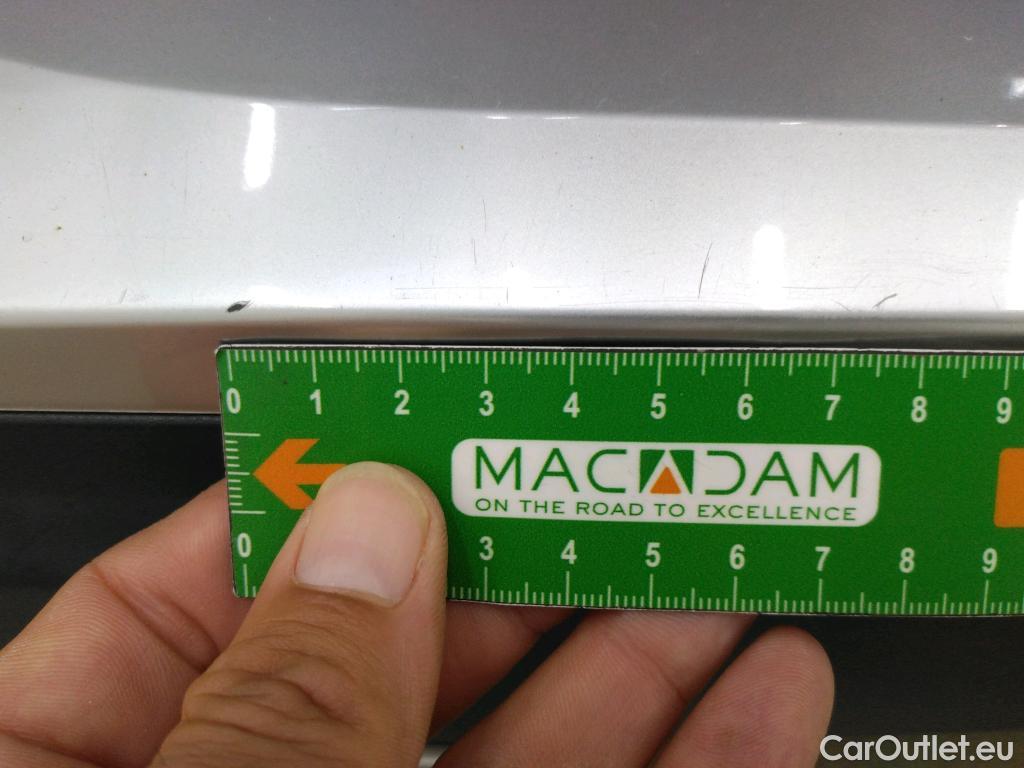 0 1 2 3 4 5 6 7 8 9
MACADAM
ON THE ROAD TO EXCELLENCE
0 3 4 5 6 7 8 9
CarOutlet.eu